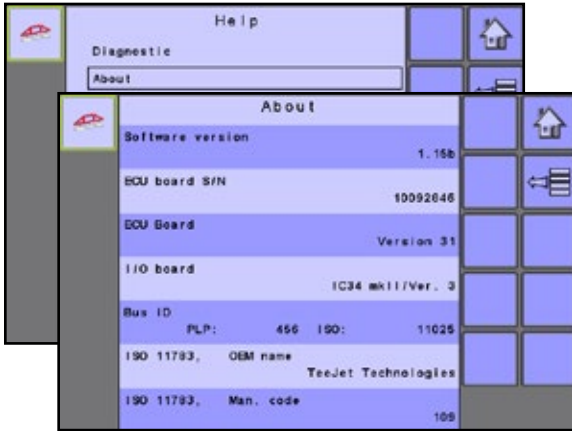 Help
Diagnostic
About
About
Software version
1.15b
ECU board S/N
10092846
ECU Board
Version 31
I/O board
IC34 mkII/Ver. 3
Bus ID
PLP: 456 ISO: 11025
ISO 11783, OEM name
TeeJet Technologies
ISO 11783, Man. code
109